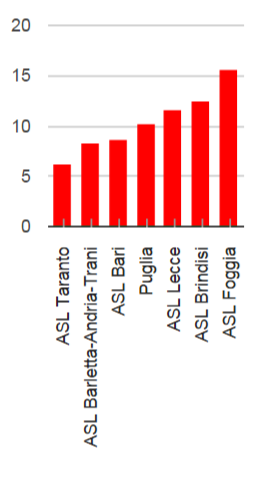 20
15
10
5
0
ASL Taranto
ASL Barletta-Andria-Trani
ASL Bari
Puglia
ASL Lecce
ASL Brindisi
ASL Foggia